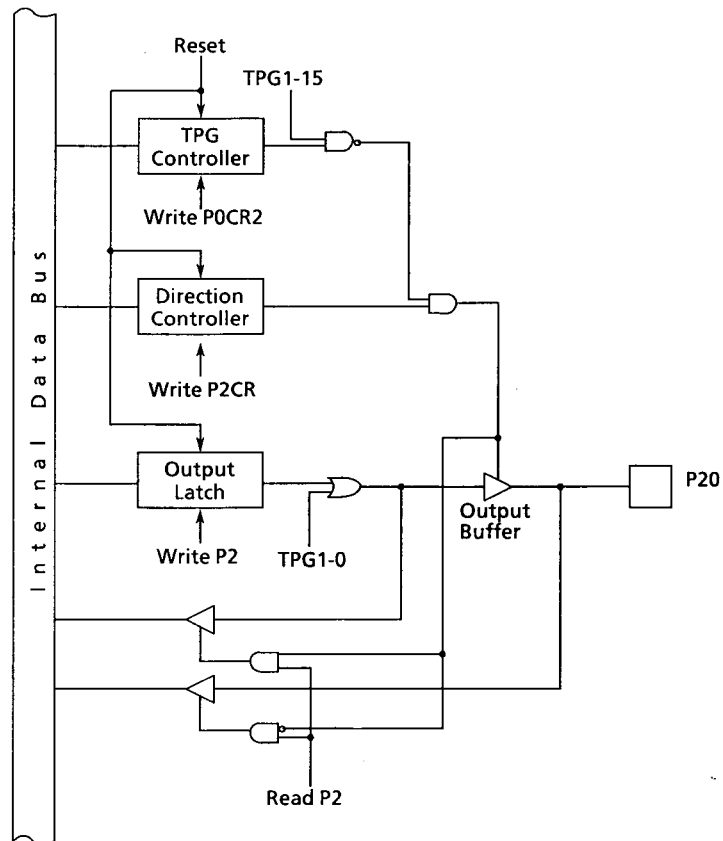 Reset
TPG1-15
TPG
Controller
Write P0CR2
Direction
Controller
Write P2CR
Output
Latch
Write P2
TPG1-0
Output
Buffer
P20
Internal Data Bus
Read P2